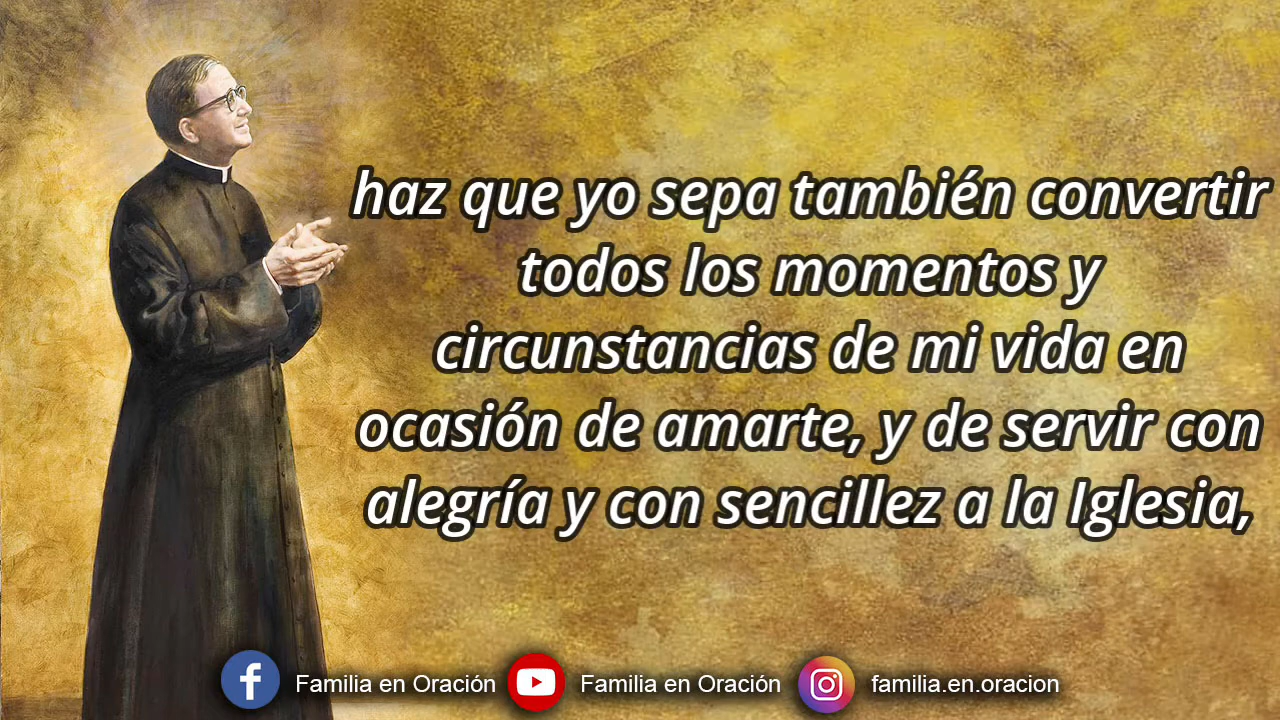 haz que yo sepa también convertir
todos los momentos y
circunstancias de mi vida en
ocasión de amarte, y de servir con
alegría y con sencillez a la Iglesia,
Familia en Oración
Familia en Oración
familia.en.oracion